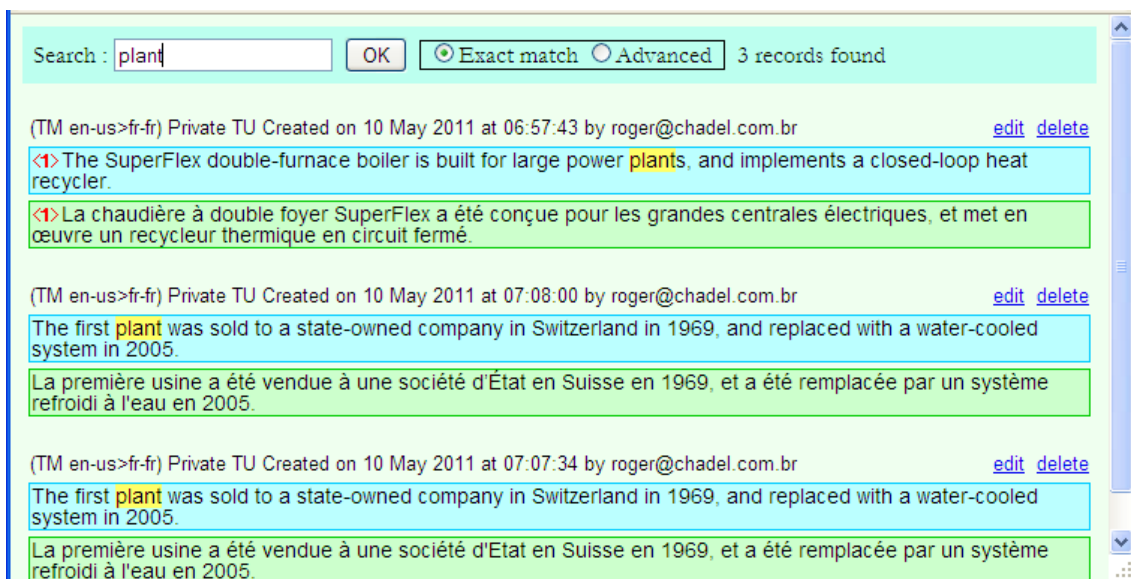 Search : plant OK Exact match Advanced 3 records found
(TM en-us>fr-fr) Private TU Created on 10 May 2011 at 06:57:43 by roger@chadel.com.br edit delete
<1> The SuperFlex double-furnace boiler is built for large power plants, and implements a closed-loop heat
recycler.
<1> La chaudière à double foyer SuperFlex a été conçue pour les grandes centrales électriques, et met en
œuvre un recycleur thermique en circuit fermé.
(TM en-us>fr-fr) Private TU Created on 10 May 2011 at 07:08:00 by roger@chadel.com.br edit delete
The first plant was sold to a state-owned company in Switzerland in 1969, and replaced with a water-cooled
system in 2005.
La première usine a été vendue à une société d'État en Suisse en 1969, et a été remplacée par un système
refroidi à l'eau en 2005.
(TM en-us>fr-fr) Private TU Created on 10 May 2011 at 07:07:34 by roger@chadel.com.br edit delete
The first plant was sold to a state-owned company in Switzerland in 1969, and replaced with a water-cooled
system in 2005.
La première usine a été vendue à une société d'Etat en Suisse en 1969, et a été remplacée par un système
refroidi à l'eau en 2005.